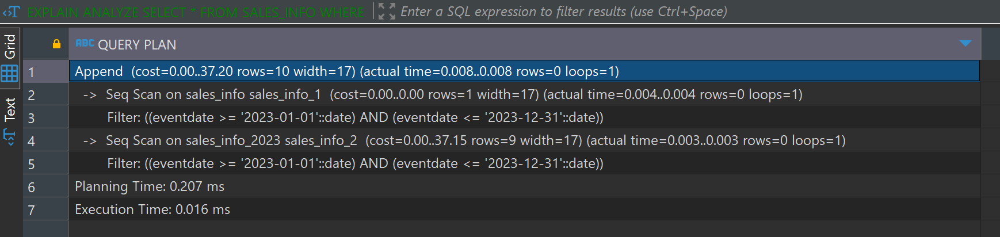 EXPLAIN ANALYZE SELECT * FROM SALES_INFO WHERE Enter a SQL expression to filter results (use Ctrl+Space)
Grid
Text
ABC QUERY PLAN
1 Append (cost=0.00..37.20 rows=10 width=17) (actual time=0.008..0.008 rows=0 loops=1)
2 -> Seq Scan on sales_info sales_info_1 (cost=0.00..0.00 rows=1 width=17) (actual time=0.004..0.004 rows=0 loops=1)
3 Filter: ((eventdate >= '2023-01-01'::date) AND (eventdate <= '2023-12-31'::date))
4 -> Seq Scan on sales_info_2023 sales_info_2 (cost=0.00..37.15 rows=9 width=17) (actual time=0.003..0.003 rows=0 loops=1)
5 Filter: ((eventdate >= '2023-01-01'::date) AND (eventdate <= '2023-12-31'::date))
6 Planning Time: 0.207 ms
7 Execution Time: 0.016 ms